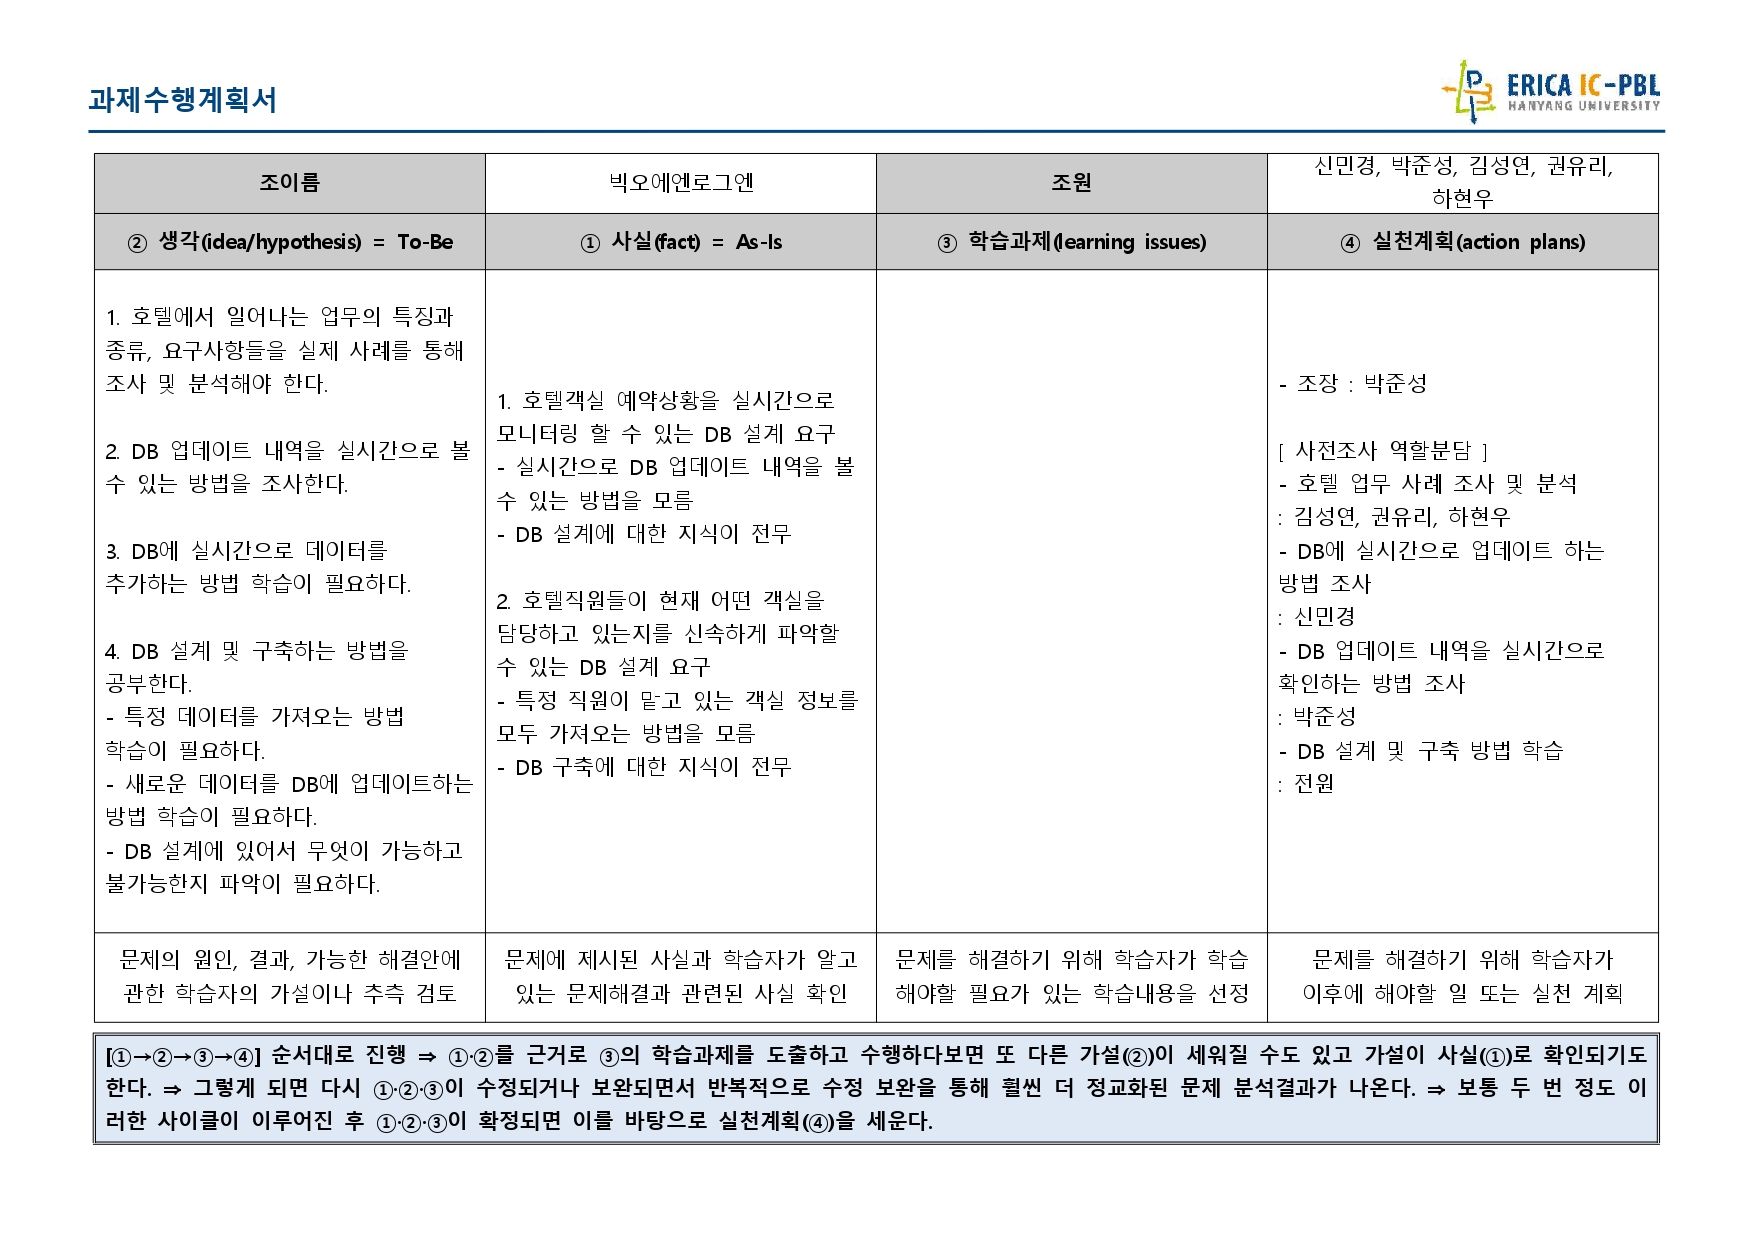 과제수행계획서
ERICA IC-PBL
HANYANG UNIVERSITY
조이름
빅오에엔로그엔
조원
신민경, 박준성, 김성연, 권유리,
하현우
② 생각(idea/hypothesis) = To-Be
① 사실(fact) = As-Is
③ 학습과제(learning issues)
④ 실천계획(action plans)
1. 호텔에서 일어나는 업무의 특징과
종류, 요구사항들을 실제 사례를 통해
조사 및 분석해야 한다.
2. DB 업데이트 내역을 실시간으로 볼
수 있는 방법을 조사한다.
3. DB에 실시간으로 데이터를
추가하는 방법 학습이 필요하다.
4. DB 설계 및 구축하는 방법을
공부한다.
- 특정 데이터를 가져오는 방법
학습이 필요하다.
- 새로운 데이터를 DB에 업데이트하는
방법 학습이 필요하다.
- DB 설계에 있어서 무엇이 가능하고
불가능한지 파악이 필요하다.
1. 호텔객실 예약상황을 실시간으로
모니터링 할 수 있는 DB 설계 요구
- 실시간으로 DB 업데이트 내역을 볼
수 있는 방법을 모름
- DB 설계에 대한 지식이 전무
2. 호텔직원들이 현재 어떤 객실을
담당하고 있는지를 신속하게 파악할
수 있는 DB 설계 요구
- 특정 직원이 맡고 있는 객실 정보를
모두 가져오는 방법을 모름
- DB 구축에 대한 지식이 전무
- 조장 : 박준성
[ 사전조사 역할분담 ]
- 호텔 업무 사례 조사 및 분석
: 김성연, 권유리, 하현우
- DB에 실시간으로 업데이트 하는
방법 조사
: 신민경
- DB 업데이트 내역을 실시간으로
확인하는 방법 조사
: 박준성
- DB 설계 및 구축 방법 학습
: 전원
문제의 원인, 결과, 가능한 해결안에
관한 학습자의 가설이나 추측 검토
문제에 제시된 사실과 학습자가 알고
있는 문제해결과 관련된 사실 확인
문제를 해결하기 위해 학습자가 학습
해야할 필요가 있는 학습내용을 선정
문제를 해결하기 위해 학습자가
이후에 해야할 일 또는 실천 계획
[①→②→③→④] 순서대로 진행 ⇒ ①·②를 근거로 ③의 학습과제를 도출하고 수행하다보면 또 다른 가설(②)이 세워질 수도 있고 가설이 사실(①)로 확인되기도
한다. ⇒ 그렇게 되면 다시 ①·②·③이 수정되거나 보완되면서 반복적으로 수정 보완을 통해 훨씬 더 정교화된 문제 분석결과가 나온다. ⇒ 보통 두 번 정도 이
러한 사이클이 이루어진 후 ①·②·③이 확정되면 이를 바탕으로 실천계획(④)을 세운다.